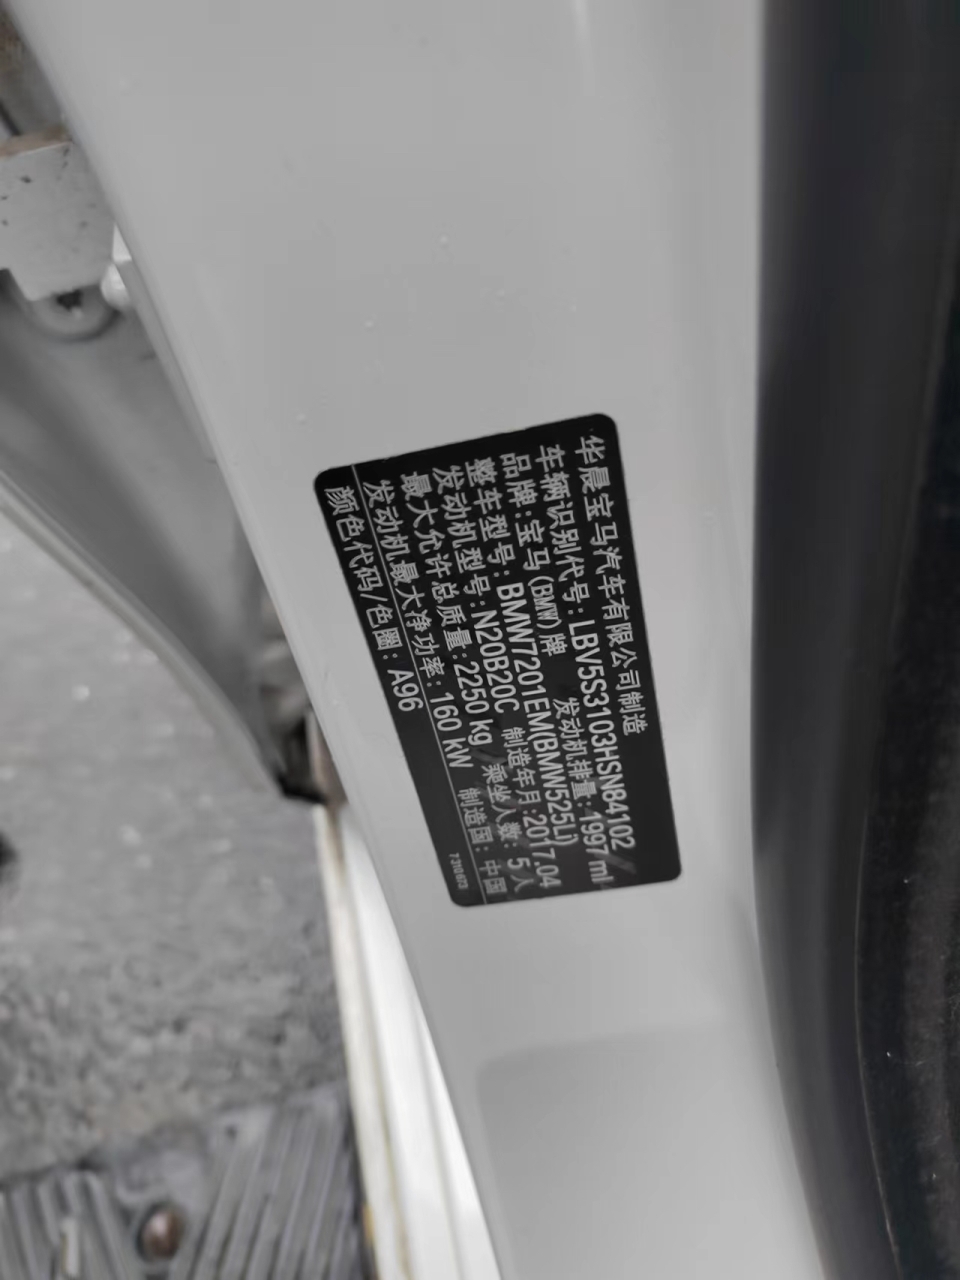 华晨宝马汽车有限公司制造
车辆识别代号:LBV5S3103HSN84102
品牌:宝马(BMW)牌 发动机排量:1997 ml
整车型号:BMW7201EM(BMW525Li)
发动机型号:N20B20C 制造年月:2017.04
最大允许总质量:2250 kg 乘坐人数: 5人
发动机最大净功率:160 kW 制造国:中国
颜色代码/色圈:A96 7310673